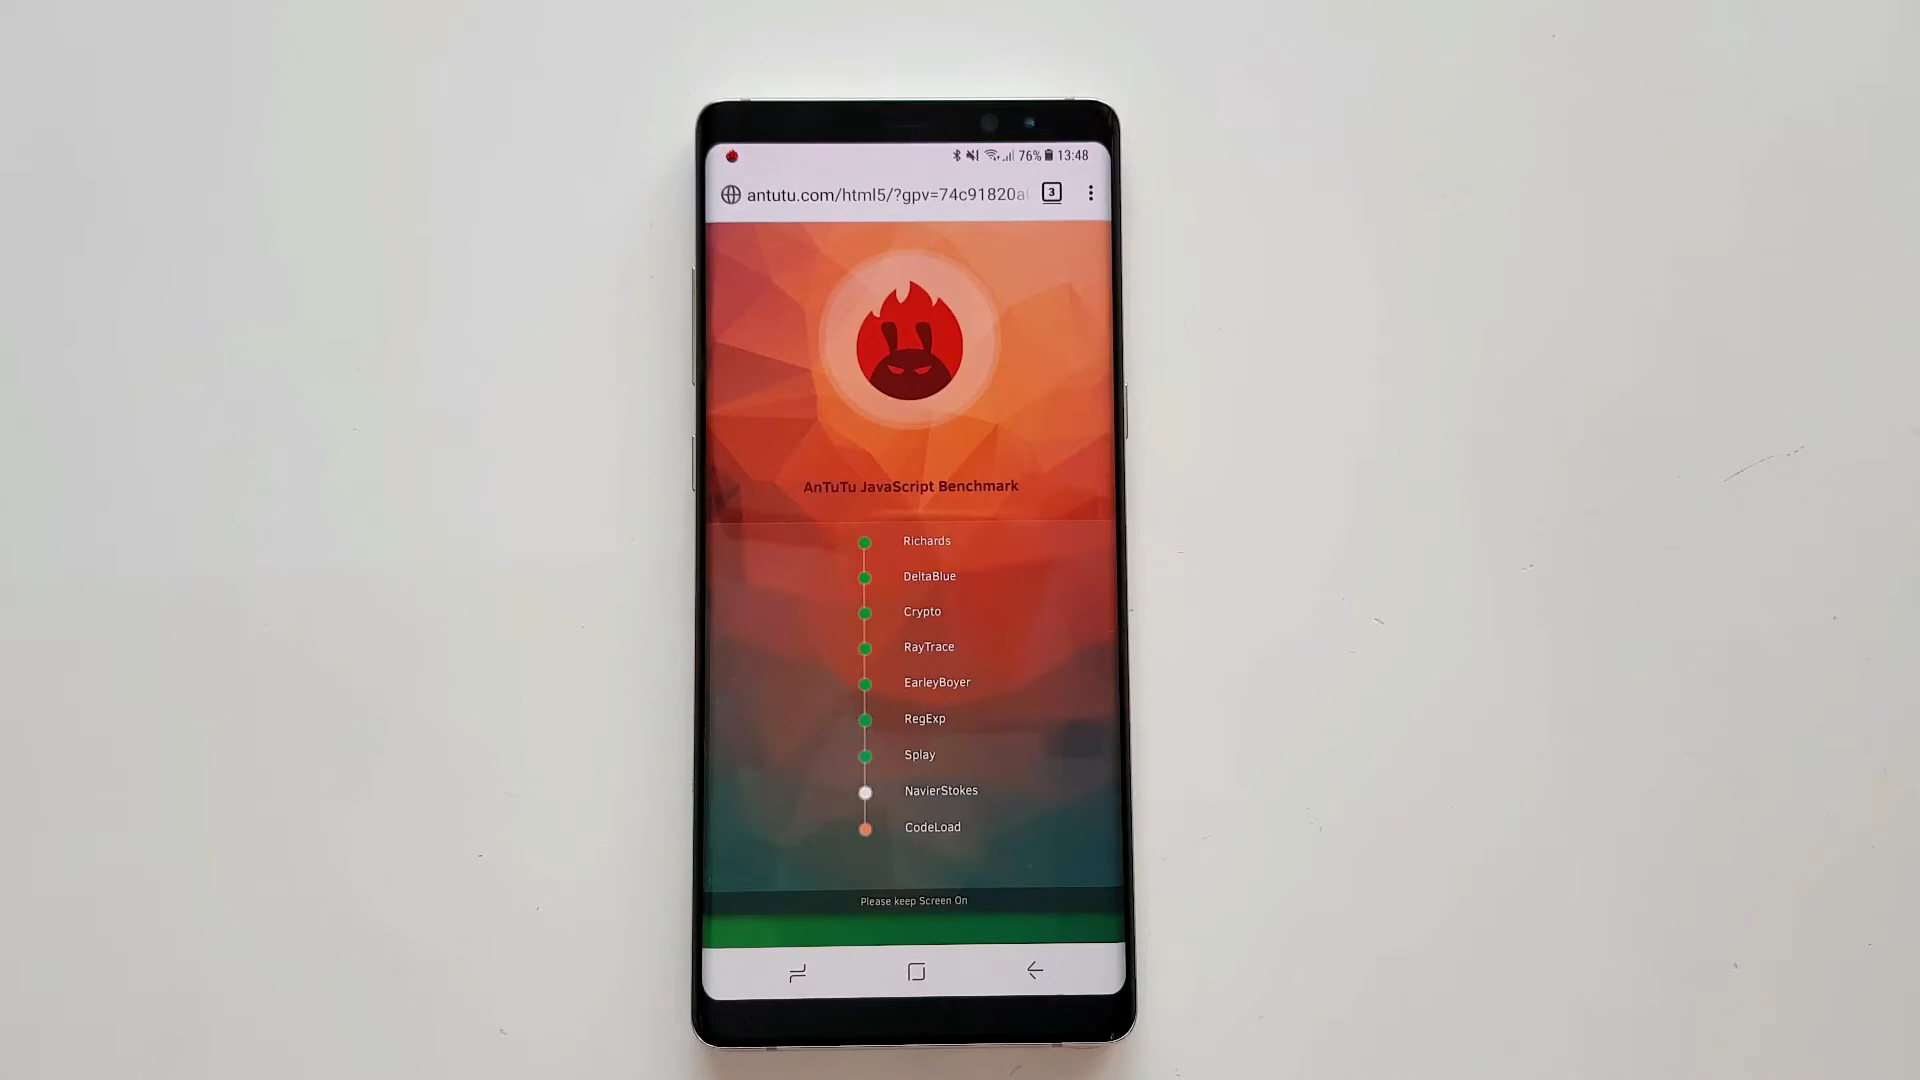 76% 13:48
antutu.com/html5/?gpv=74c91820a 3
AnTuTu JavaScript Benchmark
Richards
DeltaBlue
Crypto
RayTrace
EarleyBoyer
RegExp
Splay
NavierStokes
CodeLoad
Please keep Screen On